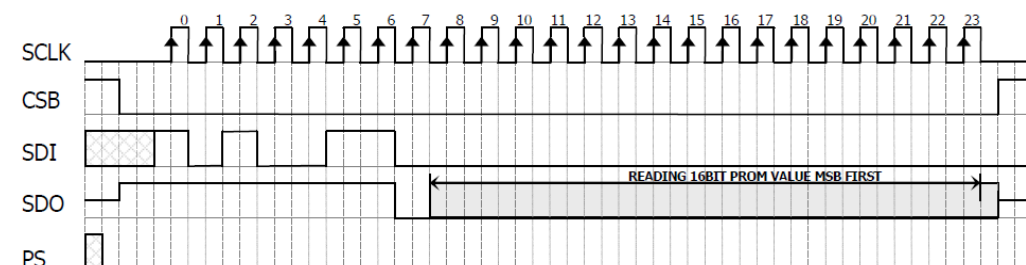 0 1 2 3 4 5 6 7 8 9 10 11 12 13 14 15 16 17 18 19 20 21 22 23
SCLK
CSB
SDI
READING 16BIT PROM VALUE MSB FIRST
SDO
PS